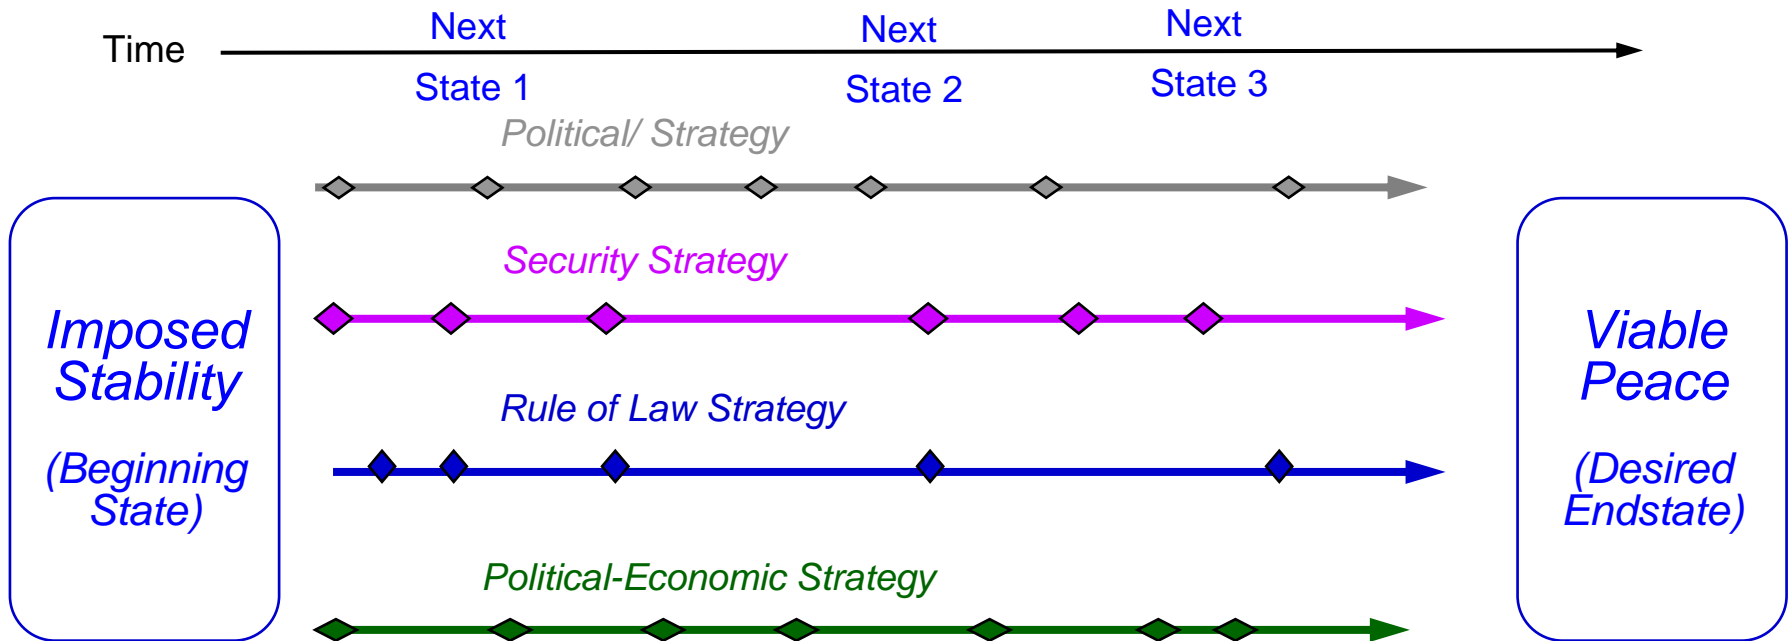 Time
Next
State 1
Next
State 2
Next
State 3
Political/ Strategy
Security Strategy
Rule of Law Strategy
Political-Economic Strategy
Imposed
Stability
(Beginning
State)
Viable
Peace
(Desired
Endstate)